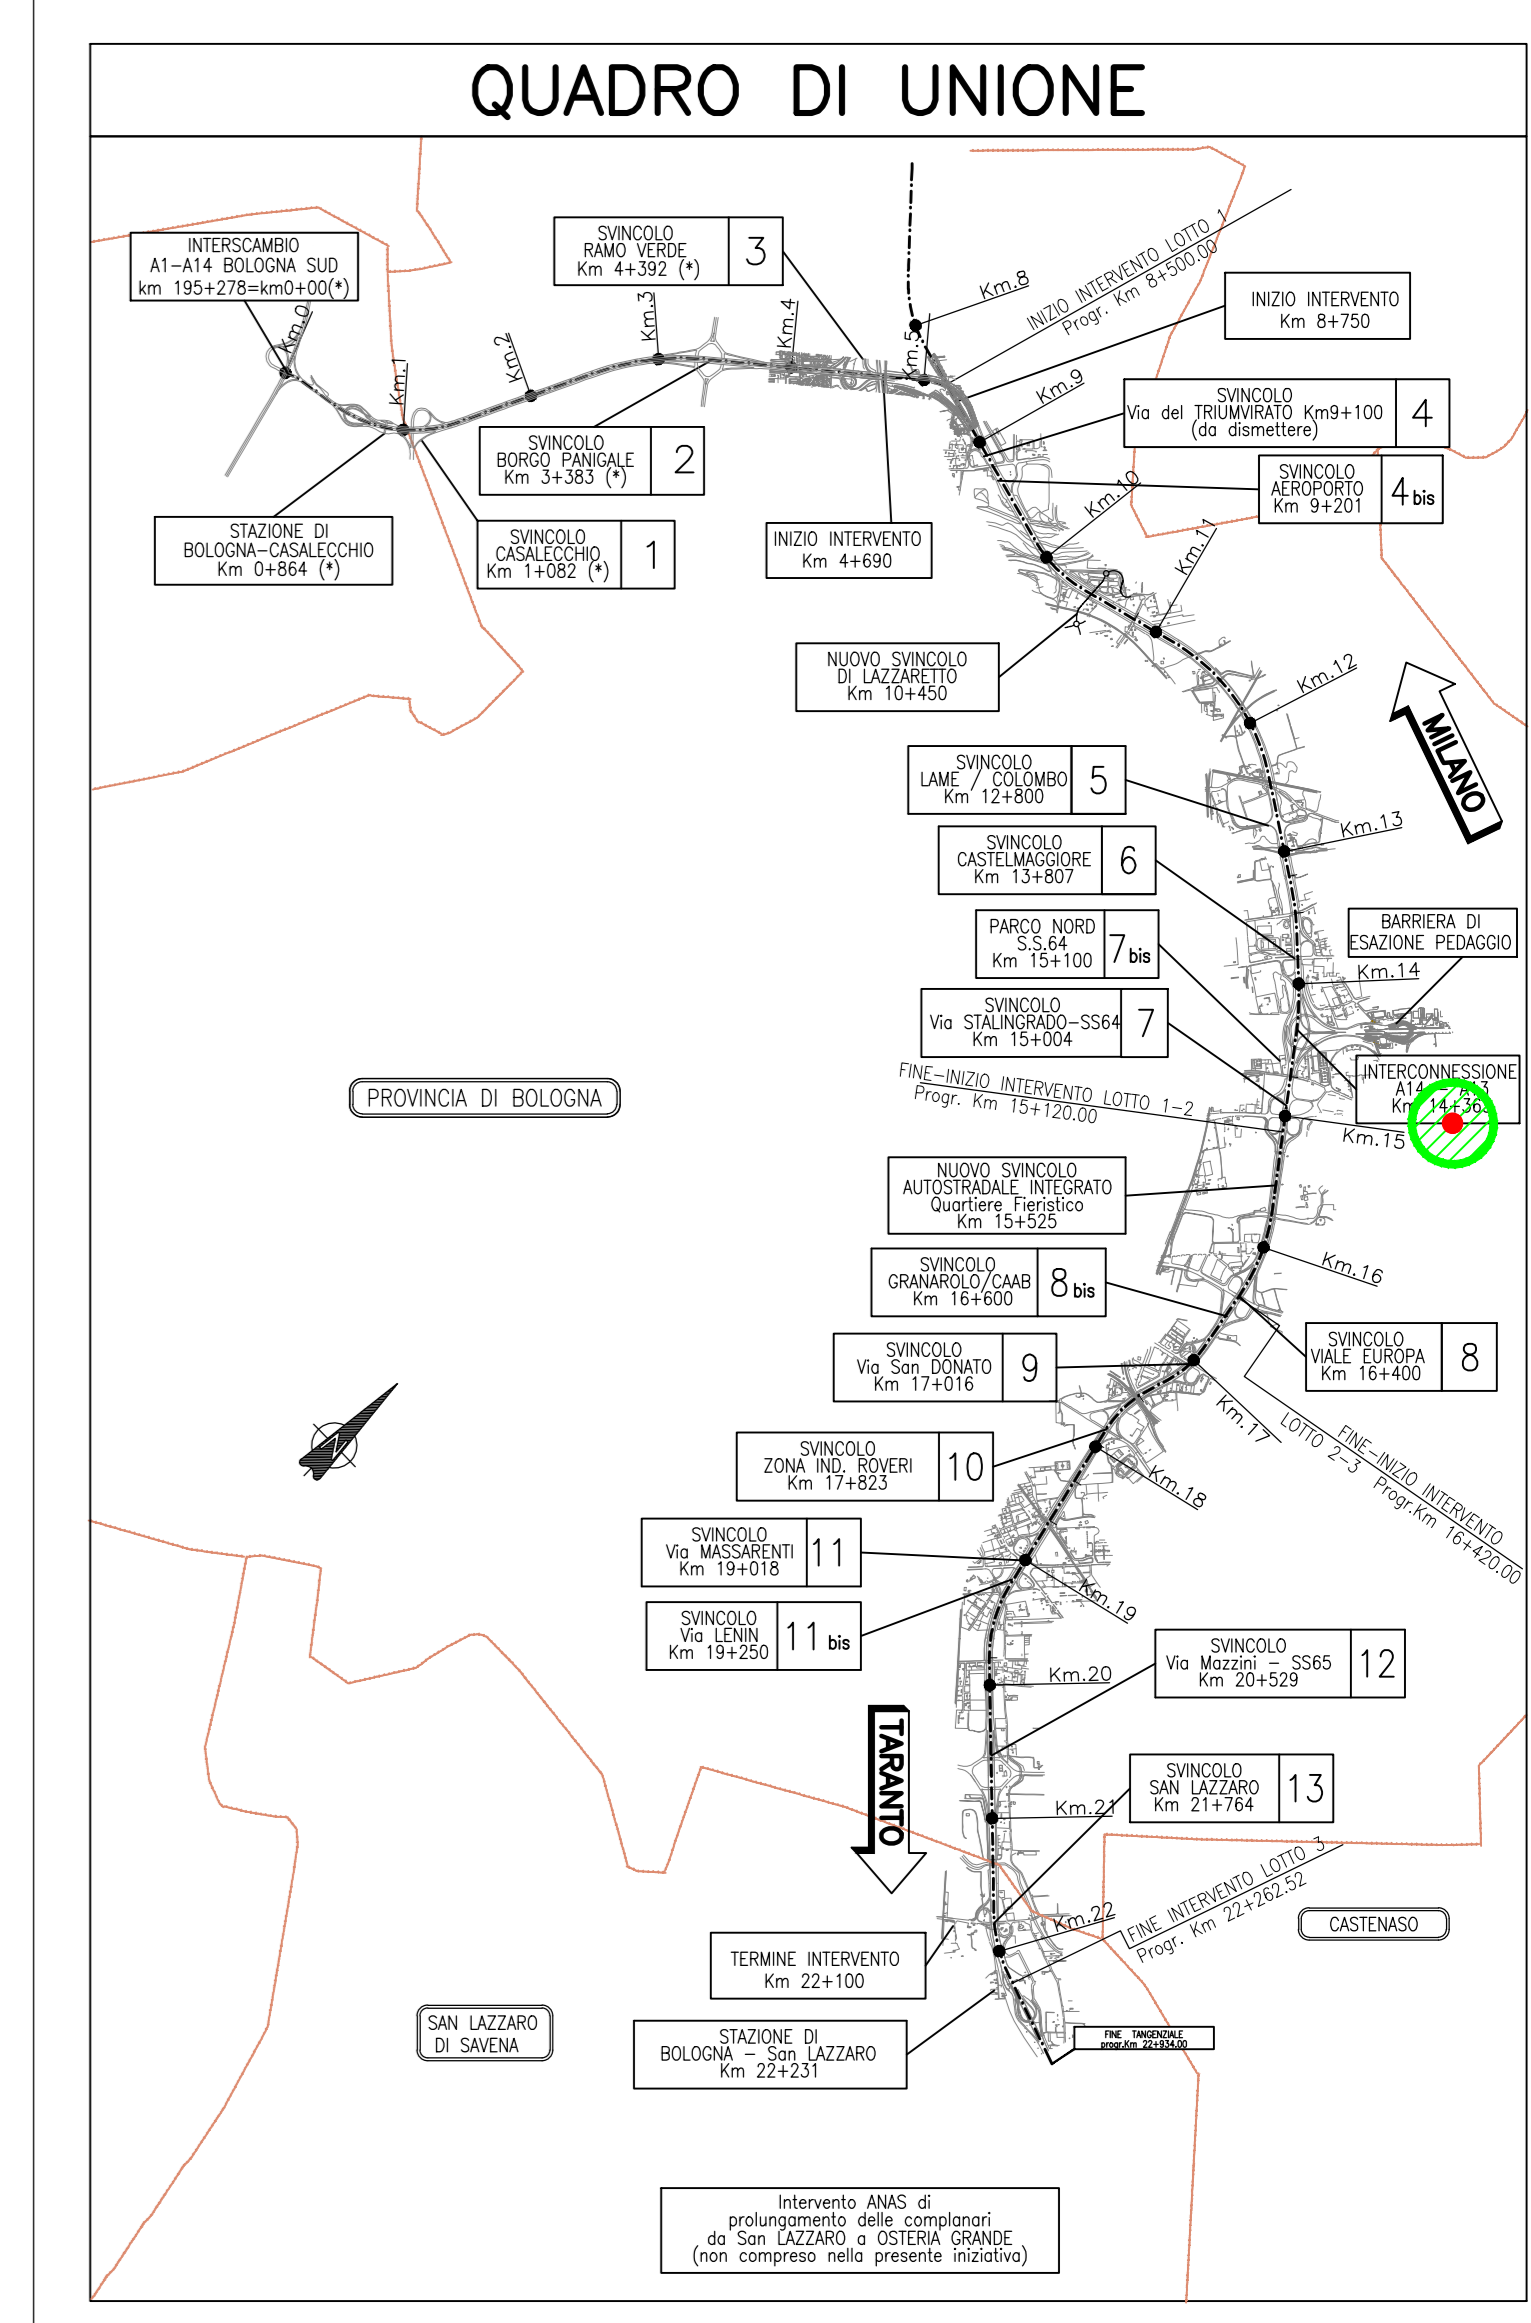 QUADRO DI UNIONE
INTERSCAMBIO
A1-A14 BOLOGNA SUD
km 195+278=km0+00(*)
SVINCOLO
RAMO VERDE
Km 4+392 (*)
3
Km.0
Km.1
Km.2
Km.3
Km.4
Km.5
Km.8
INIZIO INTERVENTO LOTTO 1
Progr. Km 8+500.00
INIZIO INTERVENTO
Km 8+750
Km.9
SVINCOLO
Via del TRIUMVIRATO Km9+100
(da dismettere)
4
SVINCOLO
BORGO PANIGALE
Km 3+383 (*)
2
SVINCOLO
AEROPORTO
Km 9+201
4 bis
STAZIONE DI
BOLOGNA-CASALECCHIO
Km 0+864 (*)
SVINCOLO
CASALECCHIO
Km 1+082 (*)
1
INIZIO INTERVENTO
Km 4+690
Km.10
Km.11
NUOVO SVINCOLO
DI LAZZARETTO
Km 10+450
Km.12
MILANO
SVINCOLO
LAME / COLOMBO
Km 12+800
5
Km.13
SVINCOLO
CASTELMAGGIORE
Km 13+807
6
PARCO NORD
S.S.64
Km 15+100
7 bis
BARRIERA DI
ESAZIONE PEDAGGIO
Km.14
SVINCOLO
Via STALINGRADO-SS64
Km 15+004
7
INTERCONNESSIONE
A14 - A13
Km 14+36
FINE-INIZIO INTERVENTO LOTTO 1-2
Progr. Km 15+120.00
Km.15
PROVINCIA DI BOLOGNA
NUOVO SVINCOLO
AUTOSTRADALE INTEGRATO
Quartiere Fieristico
Km 15+525
Km.16
SVINCOLO
GRANAROLO/CAAB
Km 16+600
8 bis
SVINCOLO
VIALE EUROPA
Km 16+400
8
SVINCOLO
Via San DONATO
Km 17+016
9
Km.17
FINE-INIZIO INTERVENTO
LOTTO 2-3 Progr.Km 16+420.00
SVINCOLO
ZONA IND. ROVERI
Km 17+823
10
Km.18
SVINCOLO
Via MASSARENTI
Km 19+018
11
Km.19
SVINCOLO
Via LENIN
Km 19+250
11 bis
SVINCOLO
Via Mazzini - SS65
Km 20+529
12
Km.20
TARANTO
SVINCOLO
SAN LAZZARO
Km 21+764
13
Km.21
FINE INTERVENTO LOTTO 3
Progr. Km 22+262.52
Km.22
CASTENASO
TERMINE INTERVENTO
Km 22+100
SAN LAZZARO
DI SAVENA
STAZIONE DI
BOLOGNA - San LAZZARO
Km 22+231
FINE TANGENZIALE
progr.Km 22+934.00
Intervento ANAS di
prolungamento delle complanari
da San LAZZARO a OSTERIA GRANDE
(non compreso nella presente iniziativa)